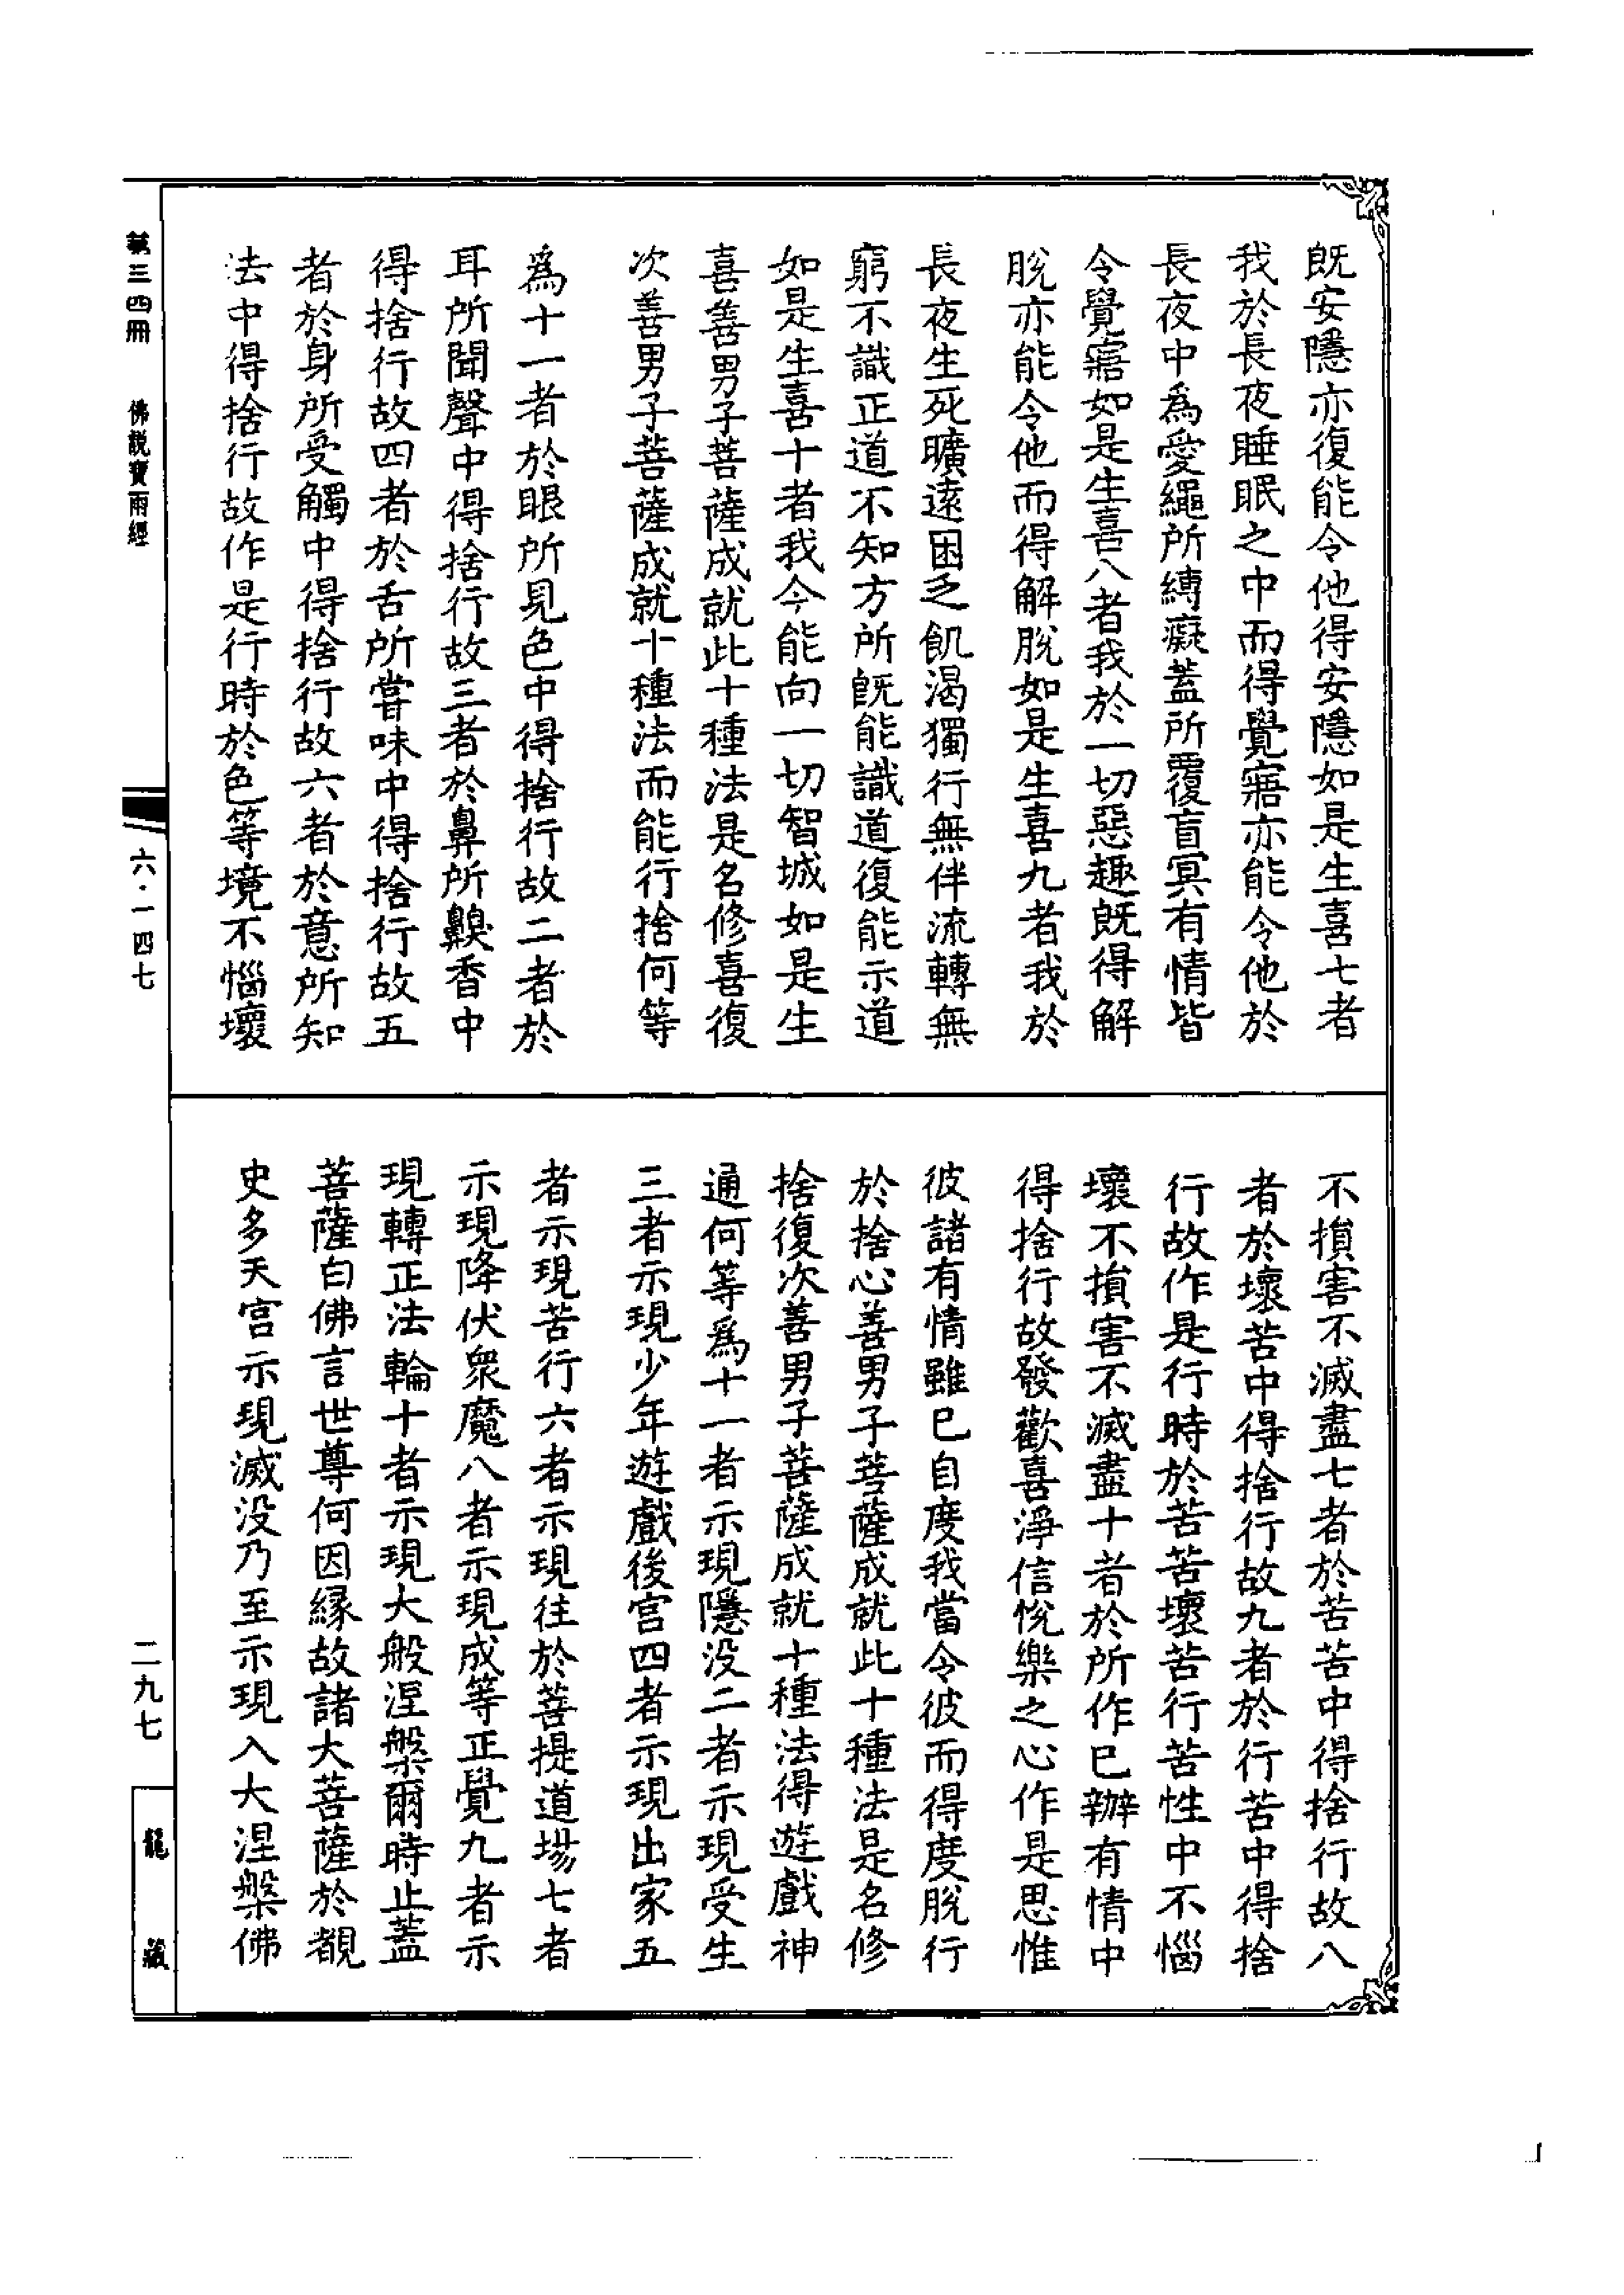 既安隱亦復能令他得安隱如是生喜七者
我於長夜睡眠之中而得覺寤亦能令他於
長夜中為愛繩所縛癡蓋所覆盲冥有情皆
令覺寤如是生喜八者我於一切惡趣既得解
脫亦能令他而得解脫如是生喜九者我於
長夜生死曠遠困乏飢渴獨行無伴流轉無
窮不識正道不知方所旣能識道復能示道
如是生喜十者我今能向一切智城如是生
喜善男子菩薩成就此十種法是名修喜復
次善男子菩薩成就十種法而能行捨何等
為十一者於眼所見色中得捨行故二者於
耳所聞聲中得捨行故三者於鼻所齅香中
得捨行故四者於舌所甞味中得捨行故五
者於身所受觸中得捨行故六者於意所知
法中得捨行故作是行時於色等境不惱壞
不損害不滅盡七者於苦苦中得捨行故八
者於壞苦中得捨行故九者於行苦中得捨
行故作是行時於苦苦壞苦行苦性中不惱
壞不損害不滅盡十者於所作已辦有情中
得捨行故發歡喜淨信悅樂之心作是思惟
彼諸有情雖已自度我當令彼而得度脫行
於捨心善男子菩薩成就此十種法是名修
捨復次善男子菩薩成就十種法得遊戲神
通何等爲十一者示現隱没二者示現受生
三者示現少年遊戲後宮四者示現出家五
者示現苦行六者示現往於菩提道場七者
示現降伏衆魔八者示現成等正覺九者示
現轉正法輪十者示現大般涅槃爾時止蓋
菩薩白佛言世尊何因緣故諸大菩薩於覩
史多天宮示現滅没乃至示現入大涅槃佛
第三四冊 佛說寶雨經
六·一四七
二九七
龍藏